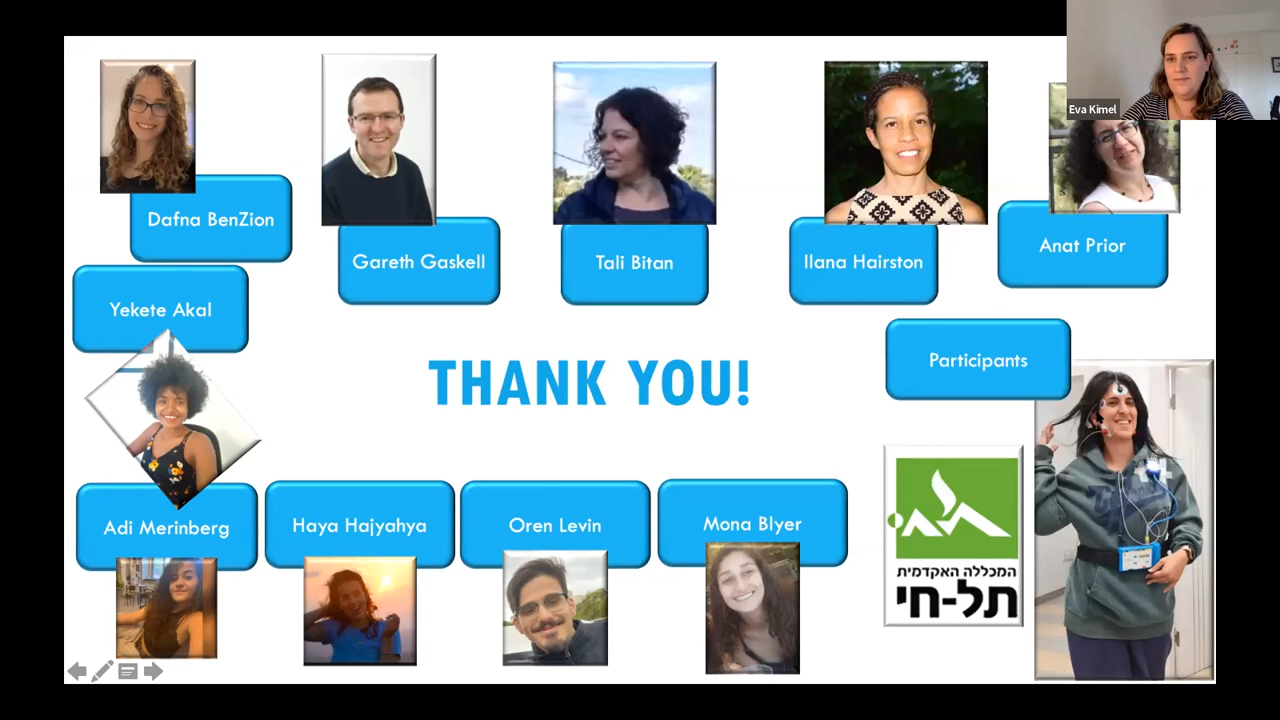 Eva Kimel
Dafna BenZion
Gareth Gaskell
Tali Bitan
Ilana Hairston
Anat Prior
Yekete Akal
Participants
THANK YOU!
Adi Merinberg
Haya Hajyahya
Oren Levin
Mona Blyer
המכללה האקדמית
תל-חי